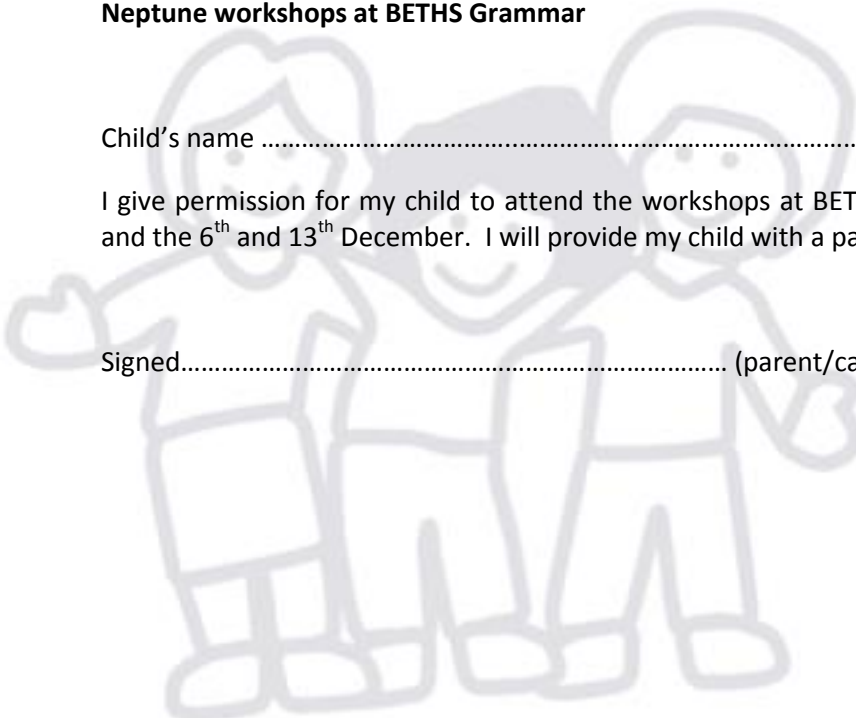 Neptune workshops at BETHS Grammar
Child’s name ……………………………………………………………………………
I give permission for my child to attend the workshops at BET
and the 6th and 13th December. I will provide my child with a pa
Signed……………………………………………………………………… (parent/ca